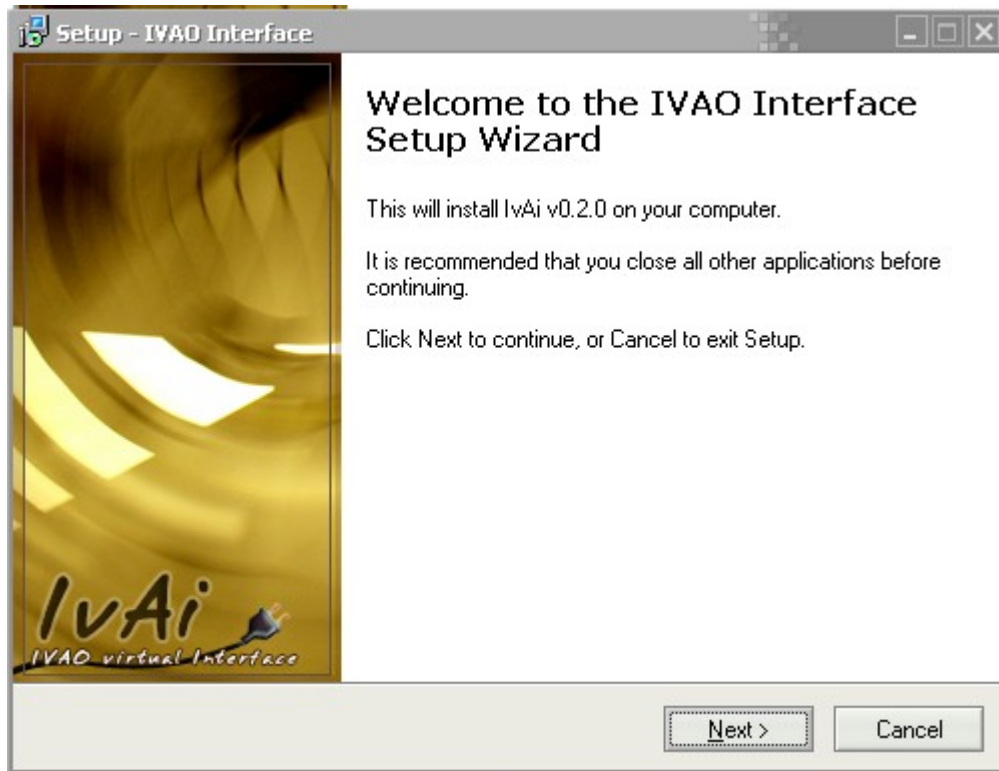 Setup - IVAO Interface
Welcome to the IVAO Interface
Setup Wizard
This will install IvAi v0.2.0 on your computer.
It is recommended that you close all other applications before
continuing.
Click Next to continue, or Cancel to exit Setup.
IvAi
IVAO virtual Interface
Next >
Cancel